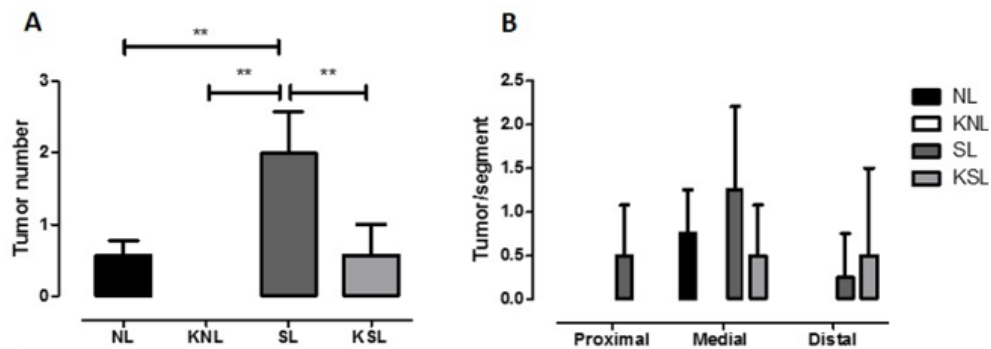 A
**
** **
3
2
1
0
Tumor number
NL KNL SL KSL
B
2.5
2.0
1.5
1.0
0.5
0.0
Tumor/segment
Proximal Medial Distal
NL
KNL
SL
KSL